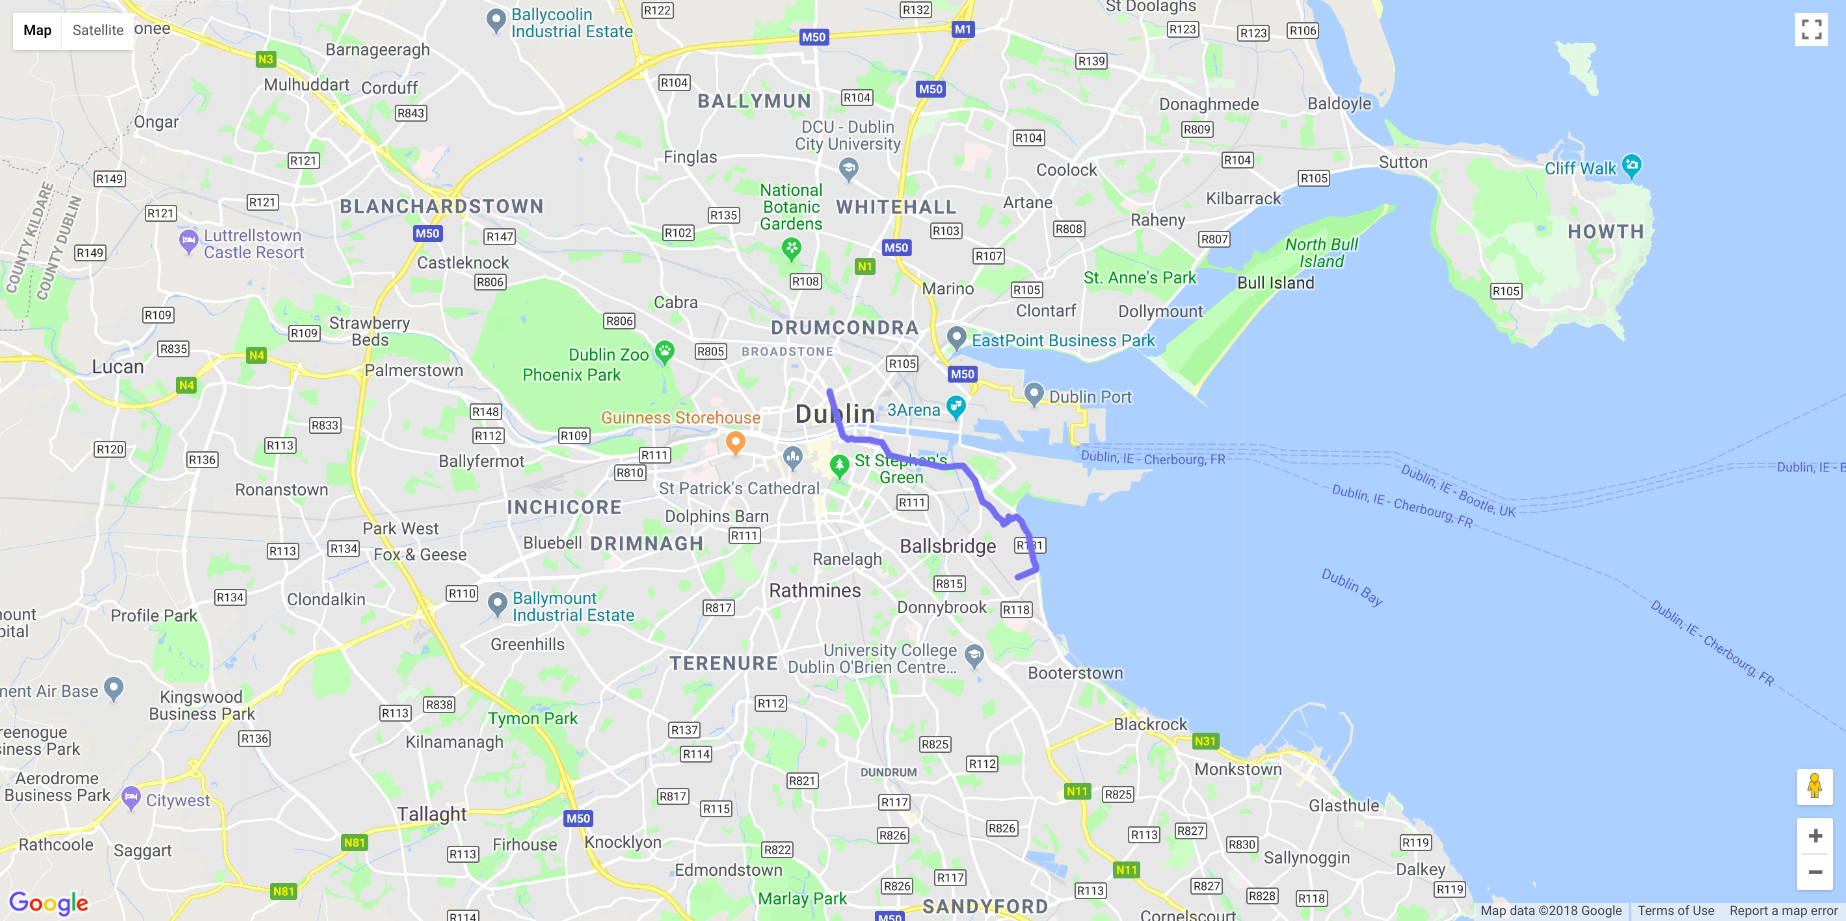 Map
Satellite
onee
Ballycoolin
Industrial Estate
R122
R132
St Doolaghs
M50
M1
R123
R123
R106
Barnageeragh
N3
Mulhuddart
Corduff
R104
R139
R843
BALLYMUN
R104
M50
Donaghmede
Baldoyle
Ongar
DCU - Dublin
City University
R809
R104
Finglas
R121
R104
Sutton
Coolock
Cliff Walk
R149
R105
COUNTY KILDARE
COUNTY DUBLIN
R121
R121
BLANCHARDSTOWN
National
Botanic
Gardens
WHITEHALL
Artane
Kilbarrack
R135
Raheny
R102
M50
R147
R103
R808
R807
North Bull
Island
HOWTH
Luttrellstown
Castle Resort
R149
M50
R107
Castleknock
R806
N1
R108
St. Anne's Park
Bull Island
Marino
R105
R105
Cabra
Clontarf
Dollymount
R109
Strawberry
Beds
R806
DRUMCONDRA
R109
R835
N4
BROADSTONE
R805
EastPoint Business Park
Dublin Zoo
Phoenix Park
Lucan
N4
Palmerstown
R105
M50
Dublin Port
R148
Dublin
3Arena
Guinness Storehouse
R833
R112
R109
R120
R113
R111
R136
Ballyfermot
R810
St Stephen's
Green
Dublin, IE - Cherbourg, FR
Dublin, IE - Bootle, UK
Dublin, IE - B
Dublin, IE - Cherbourg, FR
Ronanstown
St Patrick's Cathedral
INCHICORE
Dolphins Barn
R111
Park West
Bluebell
DRIMNAGH
R111
Ballsbridge
R131
R113
R134
Fox & Geese
Ranelagh
Dublin Bay
Rathmines
R815
R134
Clondalkin
R110
Ballymount
Industrial Estate
R817
Donnybrook
R118
Dublin, IE - Cherbourg, FR
mount
pital
Profile Park
Greenhills
University College
Dublin O'Brien Centre...
TERENURE
Booterstown
ment Air Base
Kingswood
Business Park
R838
R113
R112
Tymon Park
Blackrock
reenogue
siness Park
R136
R137
Kilnamanagh
R114
R825
N31
R112
Monkstown
Aerodrome
Business Park
Citywest
DUNDRUM
R821
N11
R825
R817
R115
R117
Glasthule
Tallaght
M50
R826
R826
R113
R827
Rathcoole
Saggart
N81
R113
Firhouse
Knocklyon
R822
R830
R119
Sallynoggin
Edmondstown
N11
Dalkey
N81
Marlay Park
R826
R117
R113
R827
R828
R118
R119
SANDYFORD
R114
M50
Cornelscourt
Google
Map data ©2018 Google
Terms of Use
Report a map error